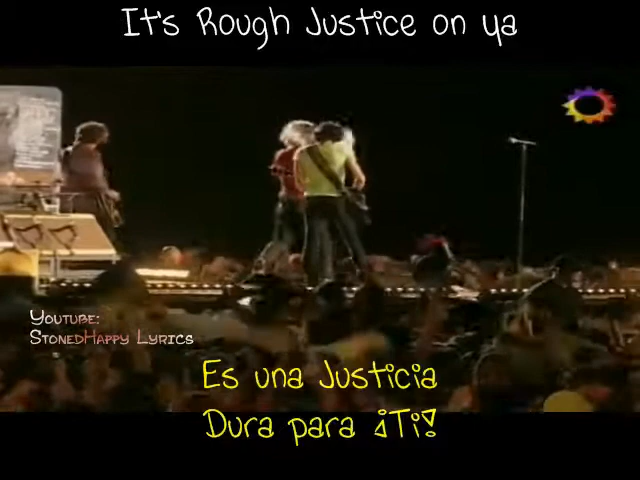 It's Rough Justice on ya
Youtube:
StonedHappy Lyrics
Es una Justicia
Dura para ¡Ti!